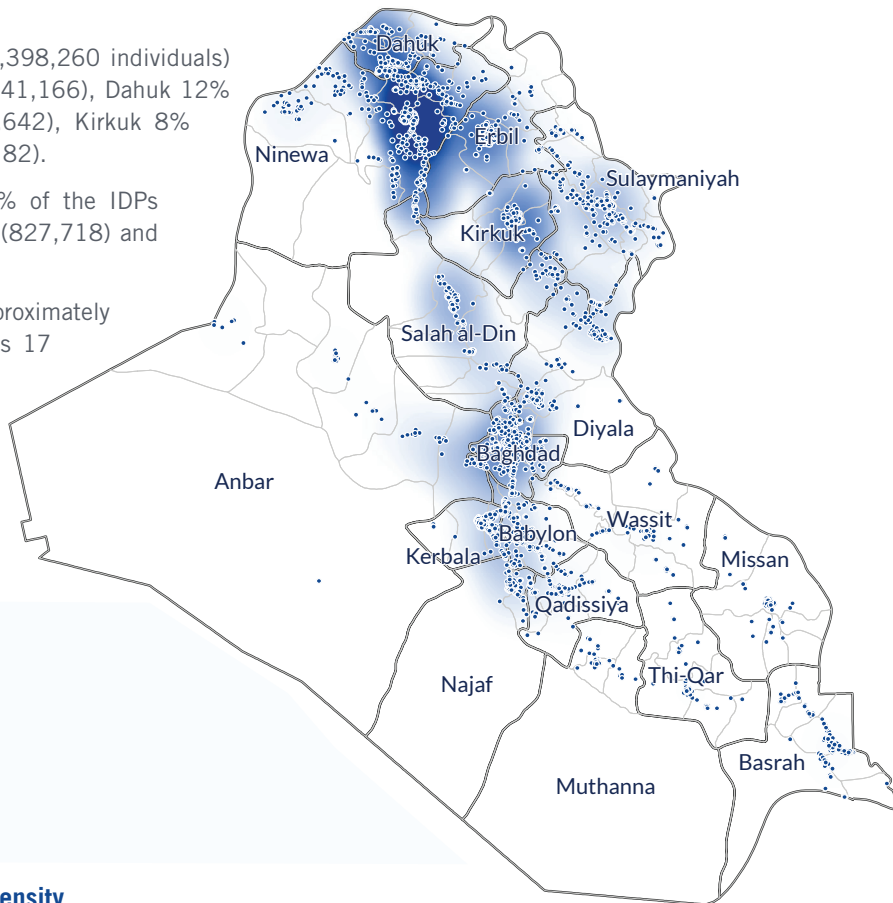 ,398,260 individuals)
41,166), Dahuk 12%
,642), Kirkuk 8%
82).
% of the IDPs
(827,718) and
proximately
s 17
Dahuk
Erbil
Ninewa
Sulaymaniyah
Kirkuk
Salah al-Din
Diyala
Baghdad
Anbar
Wassit
Babylon
Kerbala
Missan
Qadissiya
Thi-Qar
Najaf
Basrah
Muthanna
ensity